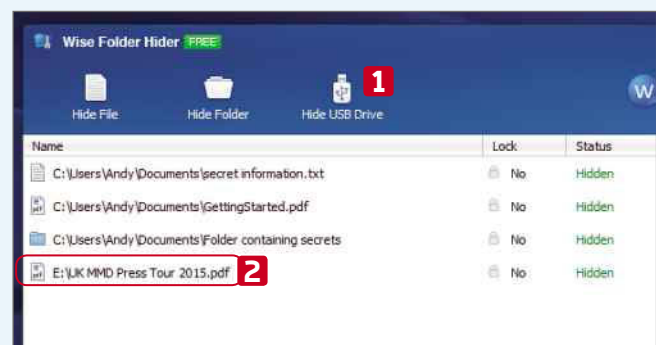 Wise Folder Hider FREE
Hide File Hide Folder Hide USB Drive 1 W
Name Lock Status
C:\Users\Andy\Documents\secret information.txt No Hidden
C:\Users\Andy\Documents\GettingStarted.pdf No Hidden
C:\Users\Andy\Documents\Folder containing secrets No Hidden
E:\UK MMD Press Tour 2015.pdf 2 No Hidden